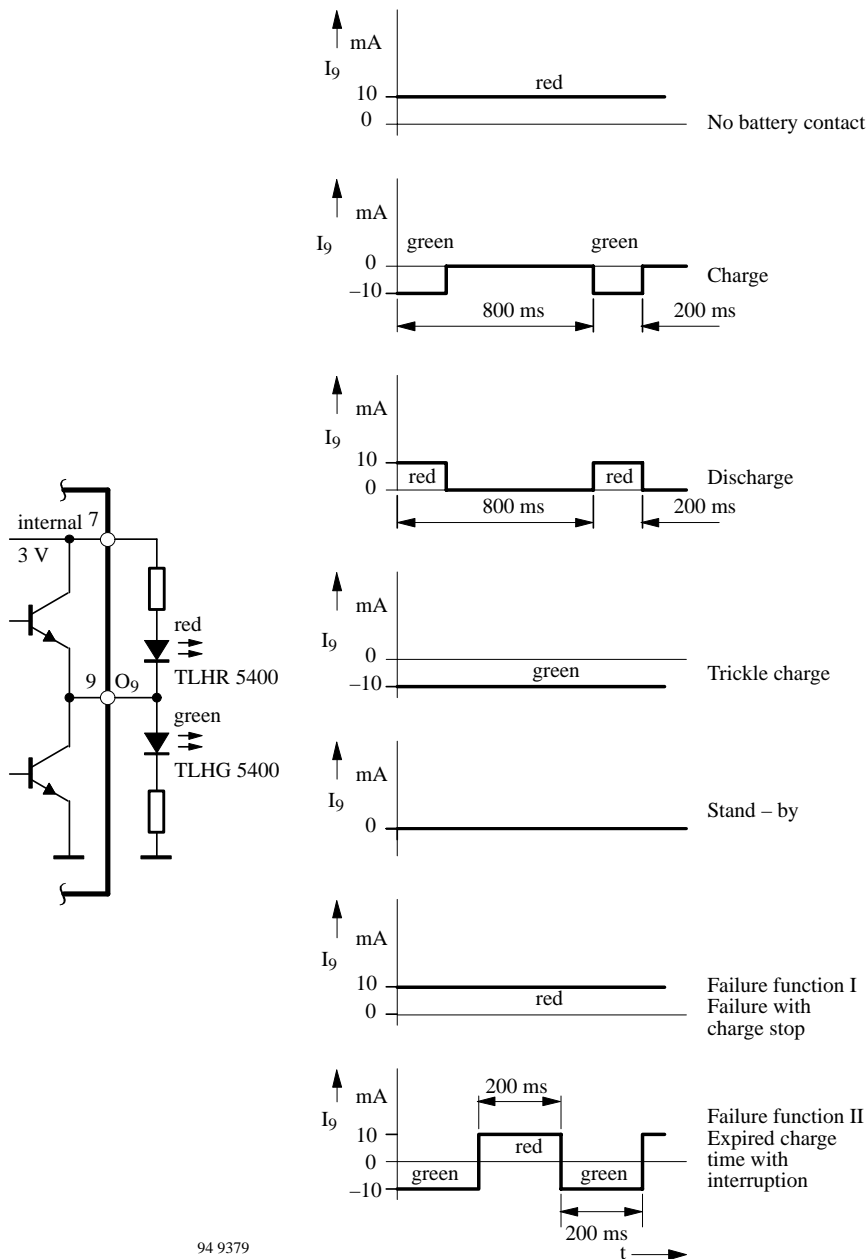 mA
I9
10
red
0
No battery contact
mA
I9
green
green
0
Charge
–10
800 ms
200 ms
mA
I9
10
red
red
Discharge
0
800 ms
200 ms
internal
7
3 V
red
TLHR 5400
9
O9
green
TLHG 5400
mA
I9
0
green
Trickle charge
–10
mA
I9
Stand – by
0
mA
I9
10
Failure function I
red
Failure with
0
charge stop
200 ms
mA
I9
Failure function II
10
Expired charge
red
time with
0
interruption
green
green
–10
200 ms
t
94 9379